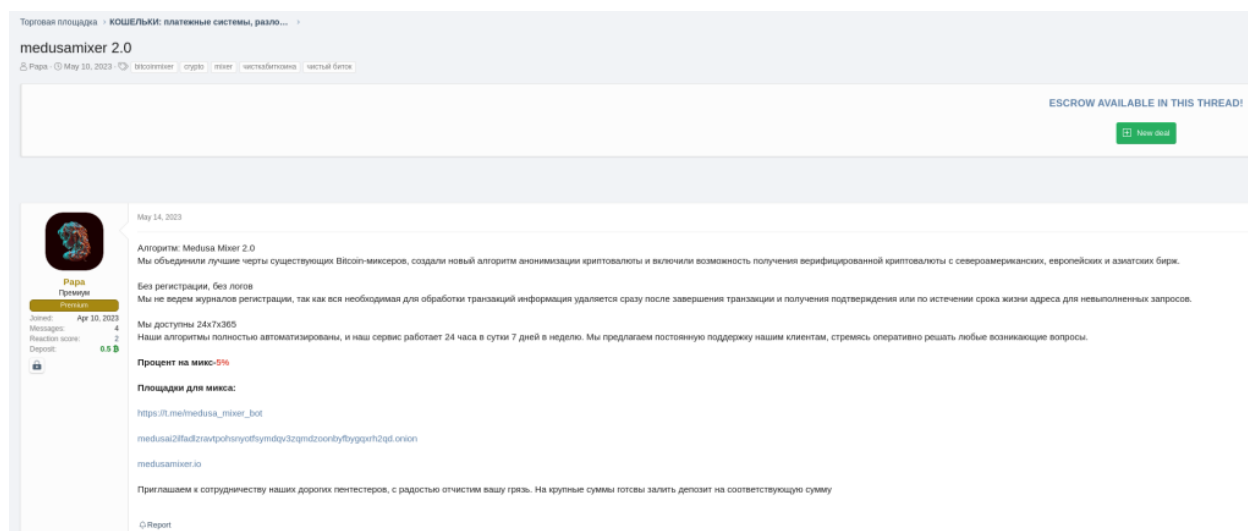 Торговая площадка > КОШЕЛЬКИ: платежные системы, разло... >
medusamixer 2.0
Papa · May 10, 2023 · bitcoinmixer crypto mixer чисткабиткоина чистый биток
ESCROW AVAILABLE IN THIS THREAD!
New deal
May 14, 2023
Papa
Премиум
Premium
Joined: Apr 10, 2023
Messages: 4
Reaction score: 2
Deposit: 0.5 ₿
Алгоритм: Medusa Mixer 2.0
Мы объединили лучшие черты существующих Bitcoin-миксеров, создали новый алгоритм анонимизации криптовалюты и включили возможность получения верифицированной криптовалюты с североамериканских, европейских и азиатских бирж.
Без регистрации, без логов
Мы не ведем журналов регистрации, так как вся необходимая для обработки транзакций информация удаляется сразу после завершения транзакции и получения подтверждения или по истечении срока жизни адреса для невыполненных запросов.
Мы доступны 24x7x365
Наши алгоритмы полностью автоматизированы, и наш сервис работает 24 часа в сутки 7 дней в неделю. Мы предлагаем постоянную поддержку нашим клиентам, стремясь оперативно решать любые возникающие вопросы.
Процент на микс-5%
Площадки для микса:
https://t.me/medusa_mixer_bot
medusai2ilfadlzravtpohsnyotfsymdqv3zqmdzoonbyfbygqxrh2qd.onion
medusamixer.io
Приглашаем к сотрудничеству наших дорогих пентестеров, с радостью отчистим вашу грязь. На крупные суммы готовы залить депозит на соответствующую сумму
Report